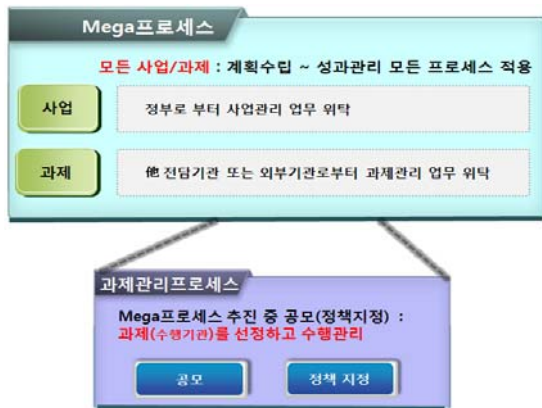 Mega프로세스
모든 사업/과제 : 계획수립 ~ 성과관리 모든 프로세스 적용
사업
정부로 부터 사업관리 업무 위탁
과제
他 전담기관 또는 외부기관로부터 과제관리 업무 위탁
과제관리프로세스
Mega프로세스 추진 중 공모(정책지정) :
과제(수행기관)를 선정하고 수행관리
공모
정책 지정